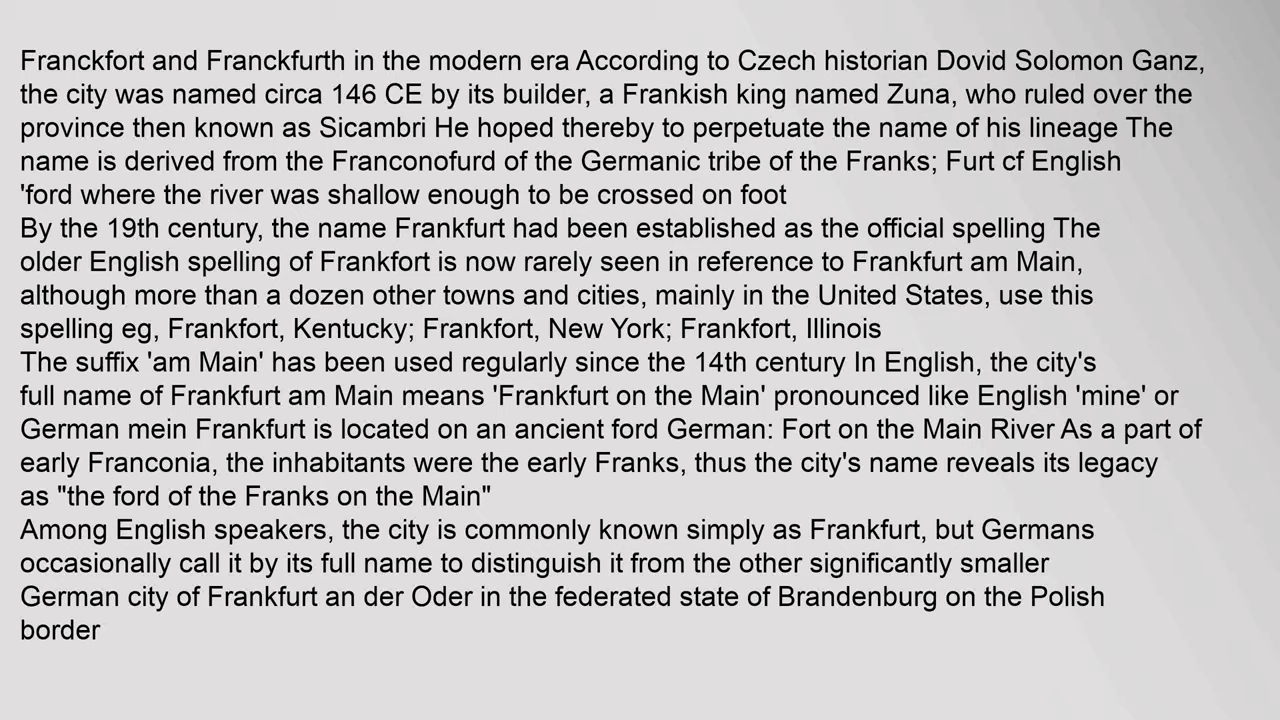 Franckfort and Franckfurth in the modern era According to Czech historian Dovid Solomon Ganz,
the city was named circa 146 CE by its builder, a Frankish king named Zuna, who ruled over the
province then known as Sicambri He hoped thereby to perpetuate the name of his lineage The
name is derived from the Franconofurd of the Germanic tribe of the Franks; Furt cf English
'ford where the river was shallow enough to be crossed on foot
By the 19th century, the name Frankfurt had been established as the official spelling The
older English spelling of Frankfort is now rarely seen in reference to Frankfurt am Main,
although more than a dozen other towns and cities, mainly in the United States, use this
spelling eg, Frankfort, Kentucky; Frankfort, New York; Frankfort, Illinois
The suffix 'am Main' has been used regularly since the 14th century In English, the city's
full name of Frankfurt am Main means 'Frankfurt on the Main' pronounced like English 'mine' or
German mein Frankfurt is located on an ancient ford German: Fort on the Main River As a part of
early Franconia, the inhabitants were the early Franks, thus the city's name reveals its legacy
as "the ford of the Franks on the Main"
Among English speakers, the city is commonly known simply as Frankfurt, but Germans
occasionally call it by its full name to distinguish it from the other significantly smaller
German city of Frankfurt an der Oder in the federated state of Brandenburg on the Polish
border